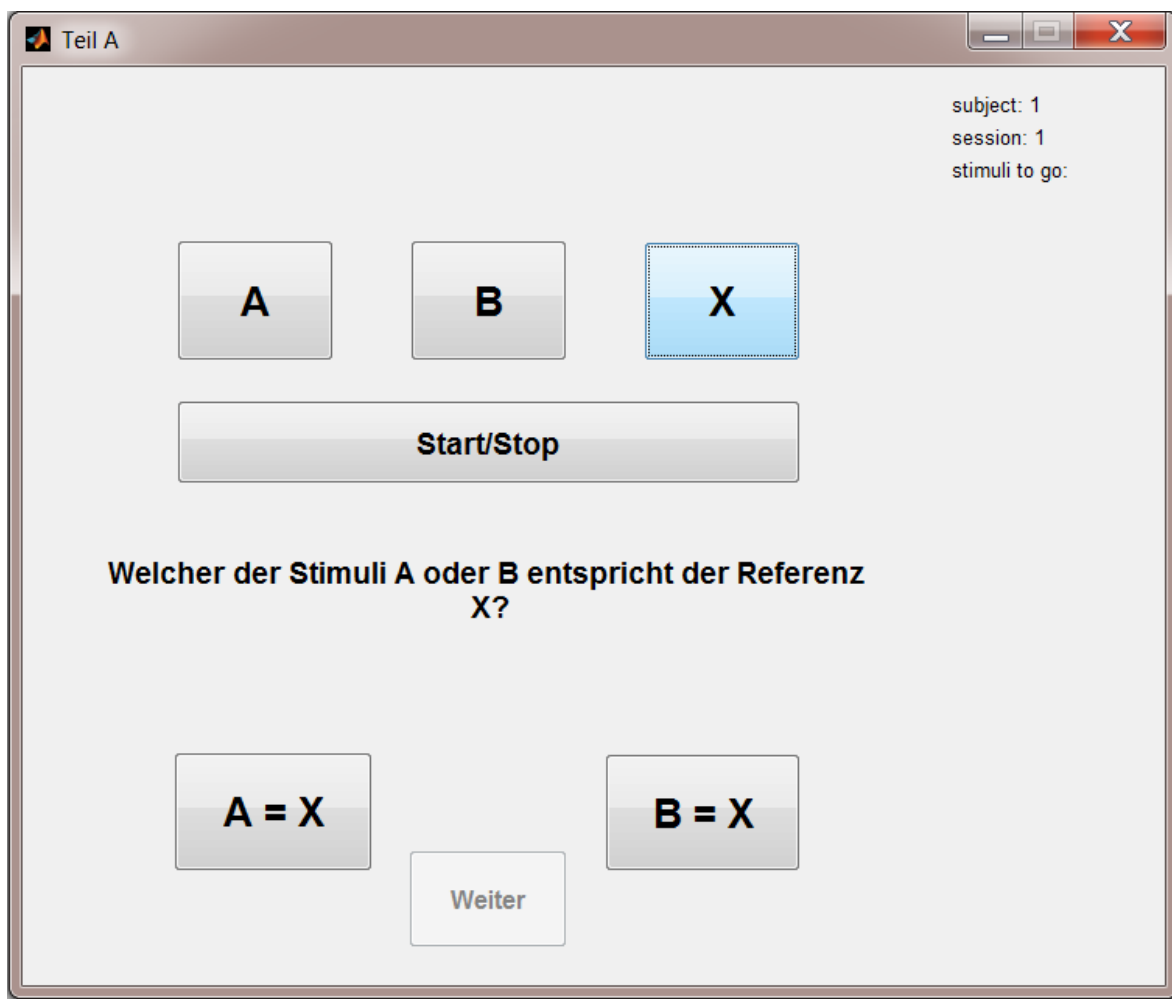 Teil A
subject: 1
session: 1
stimuli to go:
A
B
X
Start/Stop
Welcher der Stimuli A oder B entspricht der Referenz
X?
A = X
B = X
Weiter